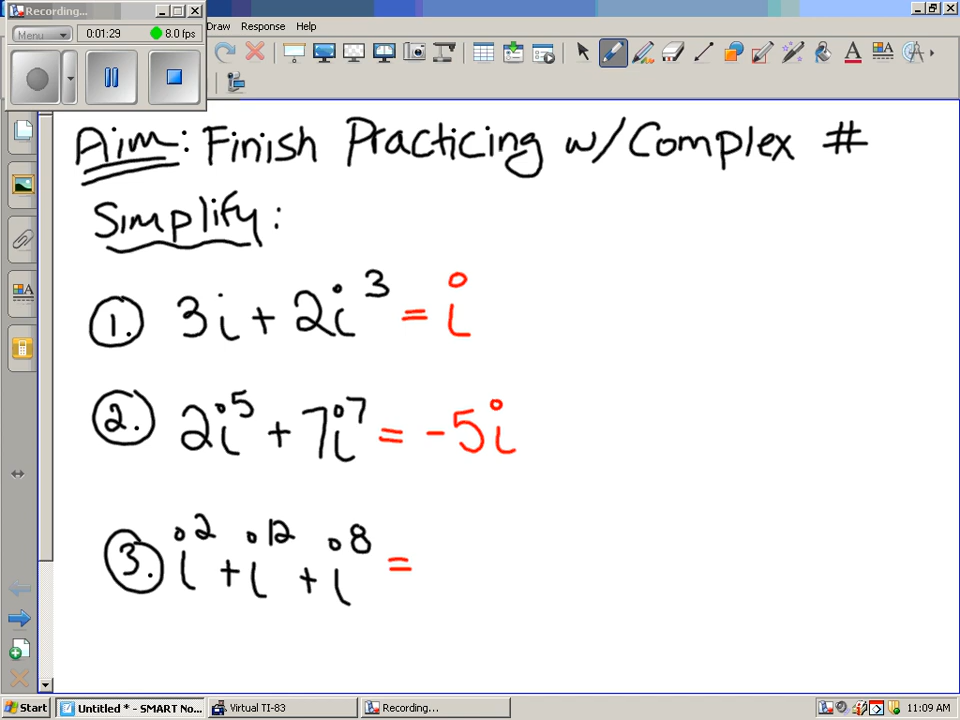 Recording...
Menu
0:01:29
8.0 fps
Draw Response Help
Aim: Finish Practicing w/Complex #
Simplify:
1. 3i + 2i³ = i
2. 2i⁵ + 7i⁷ = -5i
3. i² + i¹² + i⁸ =
Start
Untitled * - SMART No...
Virtual TI-83
Recording...
11:09 AM